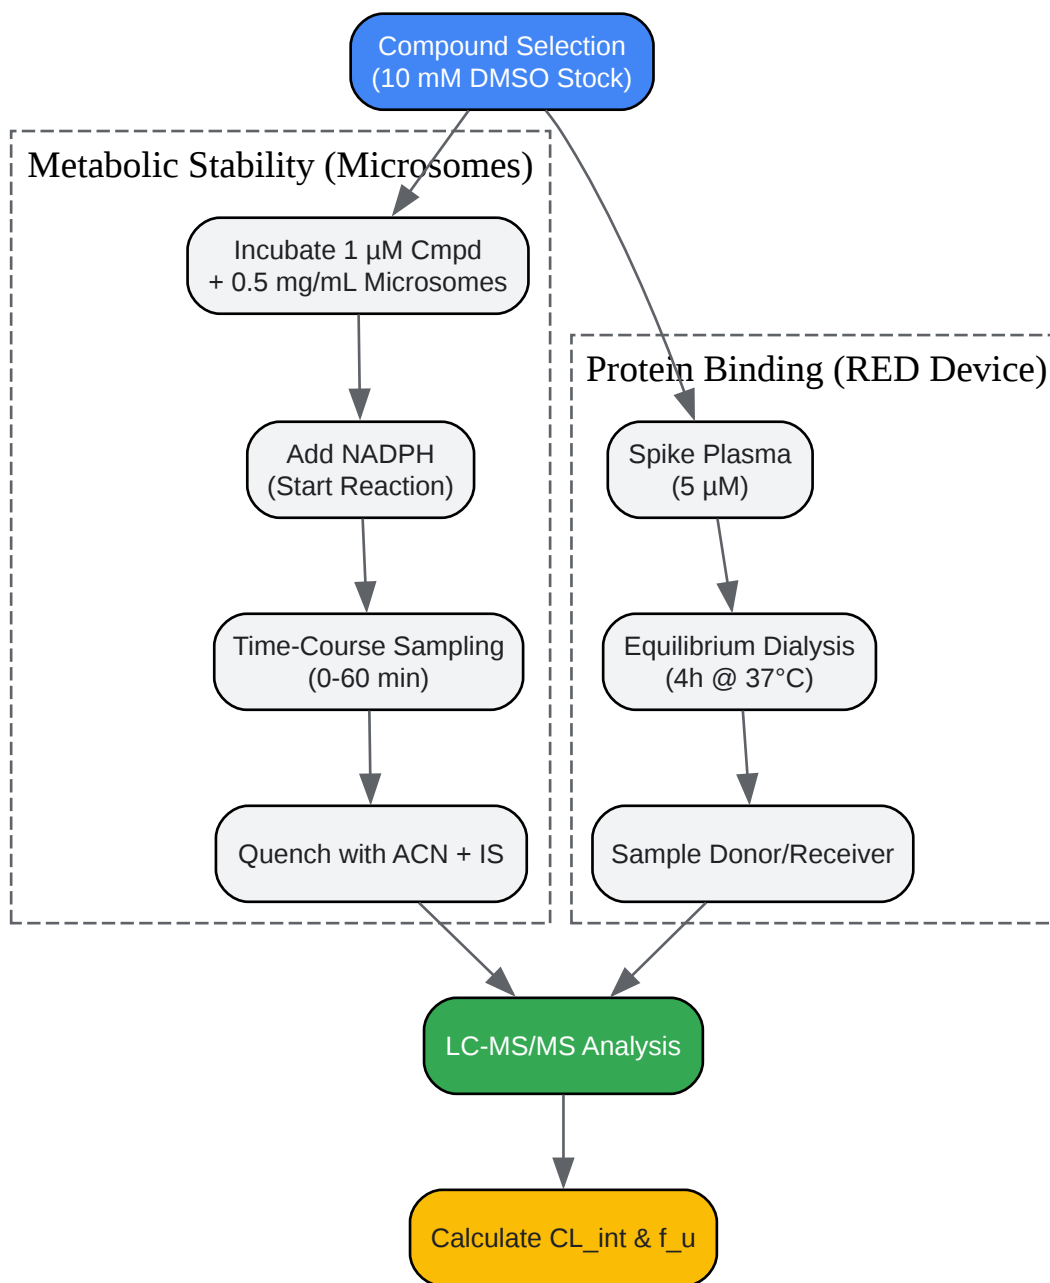 Compound Selection
(10 mM DMSO Stock)
Metabolic Stability (Microsomes)
Incubate 1 µM Cmpd
+ 0.5 mg/mL Microsomes
Add NADPH
(Start Reaction)
Time-Course Sampling
(0-60 min)
Quench with ACN + IS
Protein Binding (RED Device)
Spike Plasma
(5 µM)
Equilibrium Dialysis
(4h @ 37°C)
Sample Donor/Receiver
LC-MS/MS Analysis
Calculate CL_int & f_u